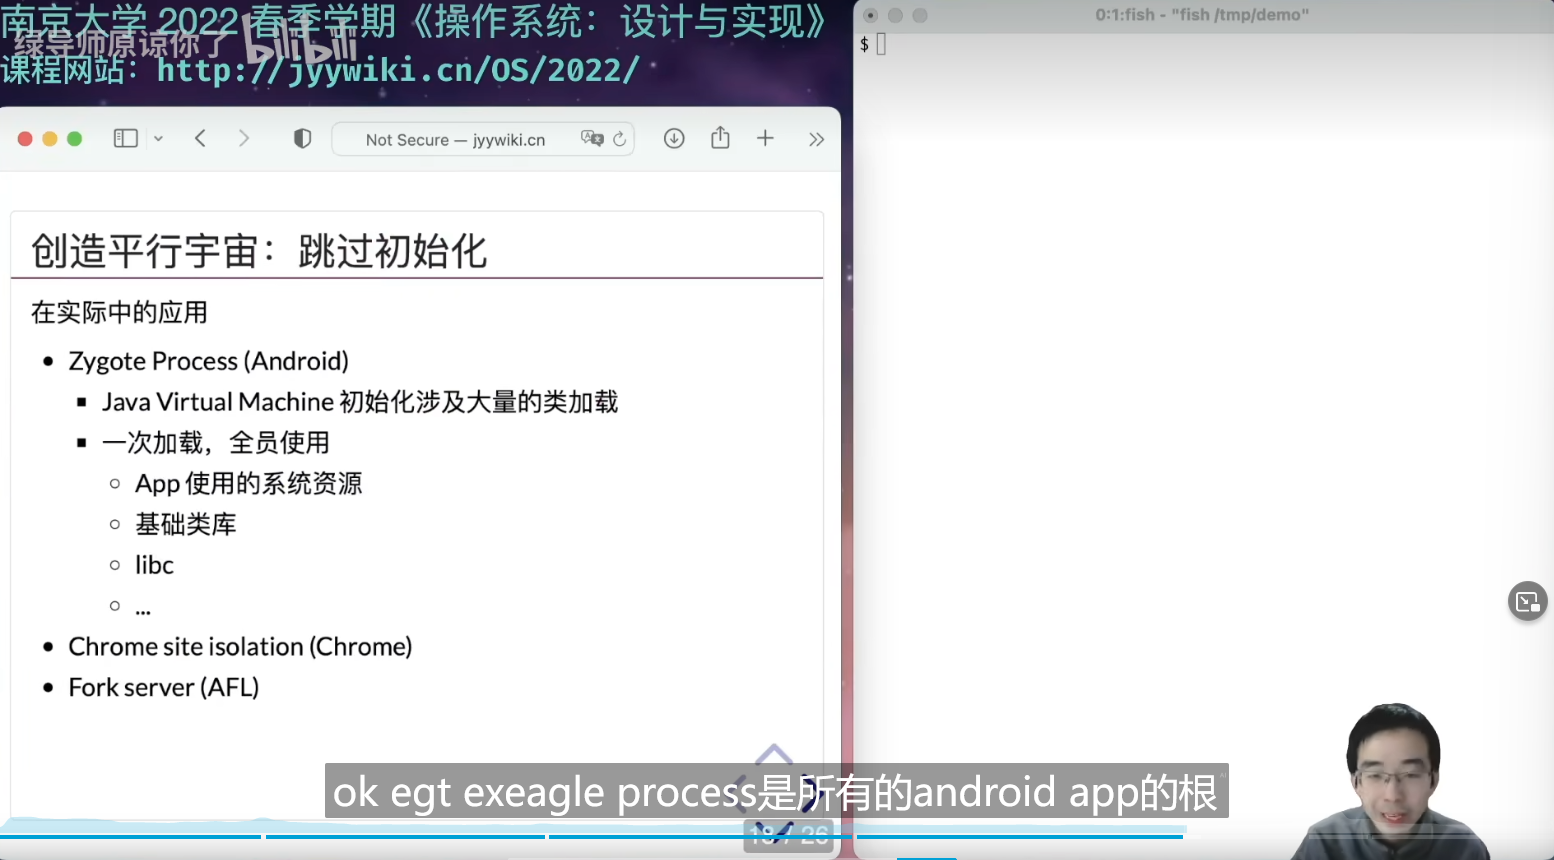 南京大学 2022 春季学期《操作系统：设计与实现》
绿导师原谅你了 bilibili
课程网站：http://jyywiki.cn/OS/2022/
Not Secure — jyywiki.cn
0:1:fish - "fish /tmp/demo"
$
创造平行宇宙：跳过初始化
在实际中的应用
Zygote Process (Android)
Java Virtual Machine 初始化涉及大量的类加载
一次加载，全员使用
App 使用的系统资源
基础类库
libc
...
Chrome site isolation (Chrome)
Fork server (AFL)
ok egt exeagle process是所有的android app的根
18 / 26